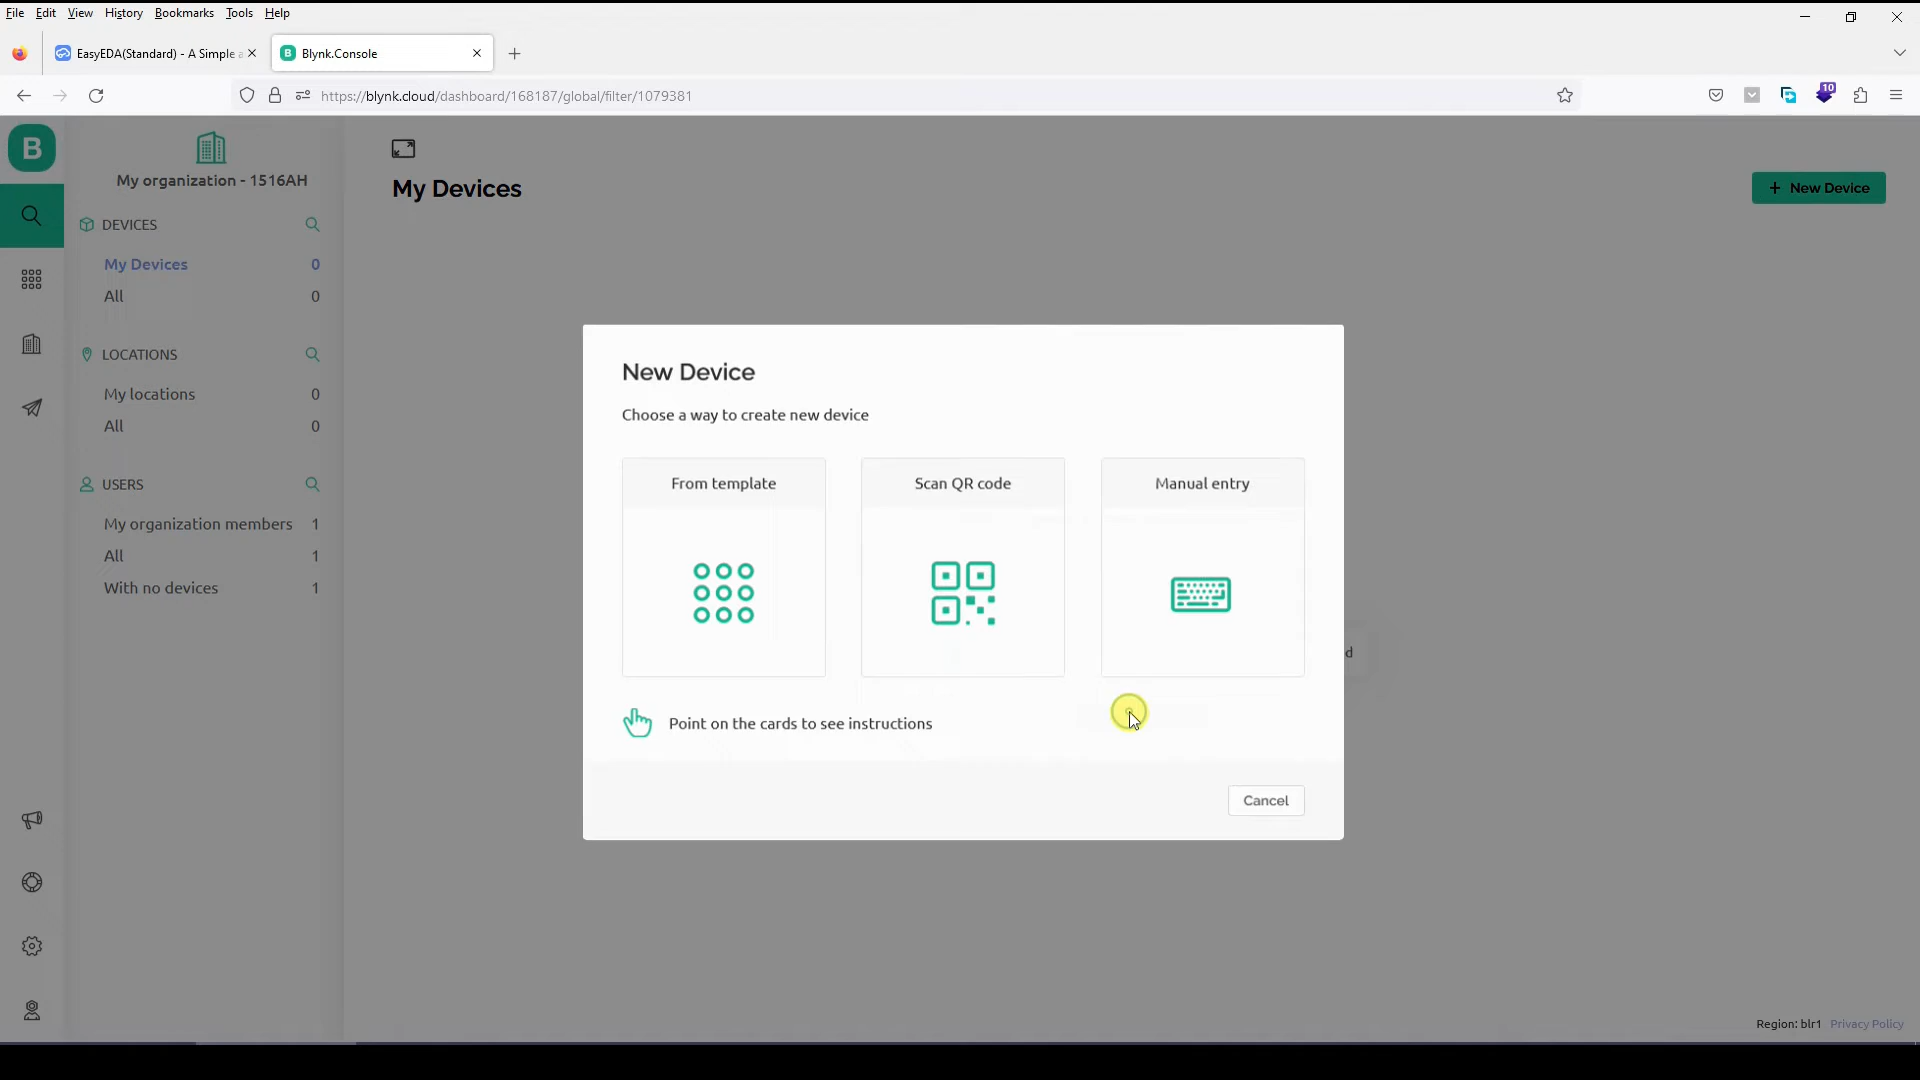 File Edit View History Bookmarks Tools Help
EasyEDA(Standard) - A Simple a
B Blynk.Console
https://blynk.cloud/dashboard/168187/global/filter/1079381
10
B
My organization - 1516AH
My Devices
+ New Device
DEVICES
My Devices 0
All 0
LOCATIONS
My locations 0
All 0
USERS
My organization members 1
All 1
With no devices 1
New Device
Choose a way to create new device
From template
Scan QR code
Manual entry
d
Point on the cards to see instructions
Cancel
Region: blr1 Privacy Policy